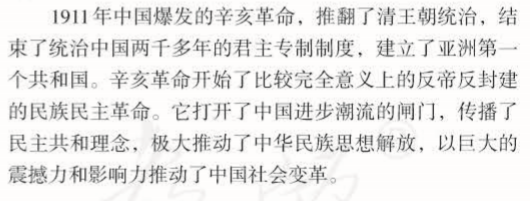 1911年中国爆发的辛亥革命，推翻了清王朝统治，结
束了统治中国两千多年的君主专制制度，建立了亚洲第一
个共和国。辛亥革命开始了比较完全意义上的反帝反封建
的民族民主革命。它打开了中国进步潮流的闸门，传播了
民主共和理念，极大推动了中华民族思想解放，以巨大的
震撼力和影响力推动了中国社会变革。